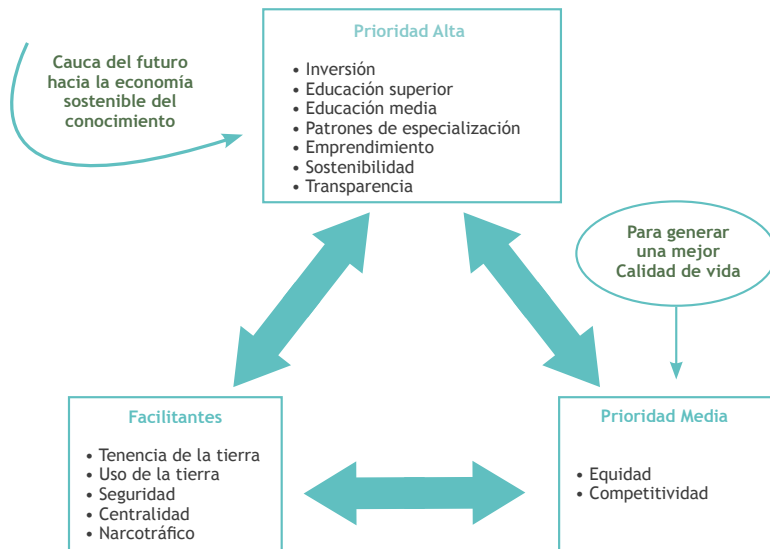 Prioridad Alta
Cauca del futuro
hacia la economía
sostenible del
conocimiento
• Inversión
• Educación superior
• Educación media
• Patrones de especialización
• Emprendimiento
• Sostenibilidad
• Transparencia
Para generar
una mejor
Calidad de vida
Facilitantes
• Tenencia de la tierra
• Uso de la tierra
• Seguridad
• Centralidad
• Narcotráfico
Prioridad Media
• Equidad
• Competitividad